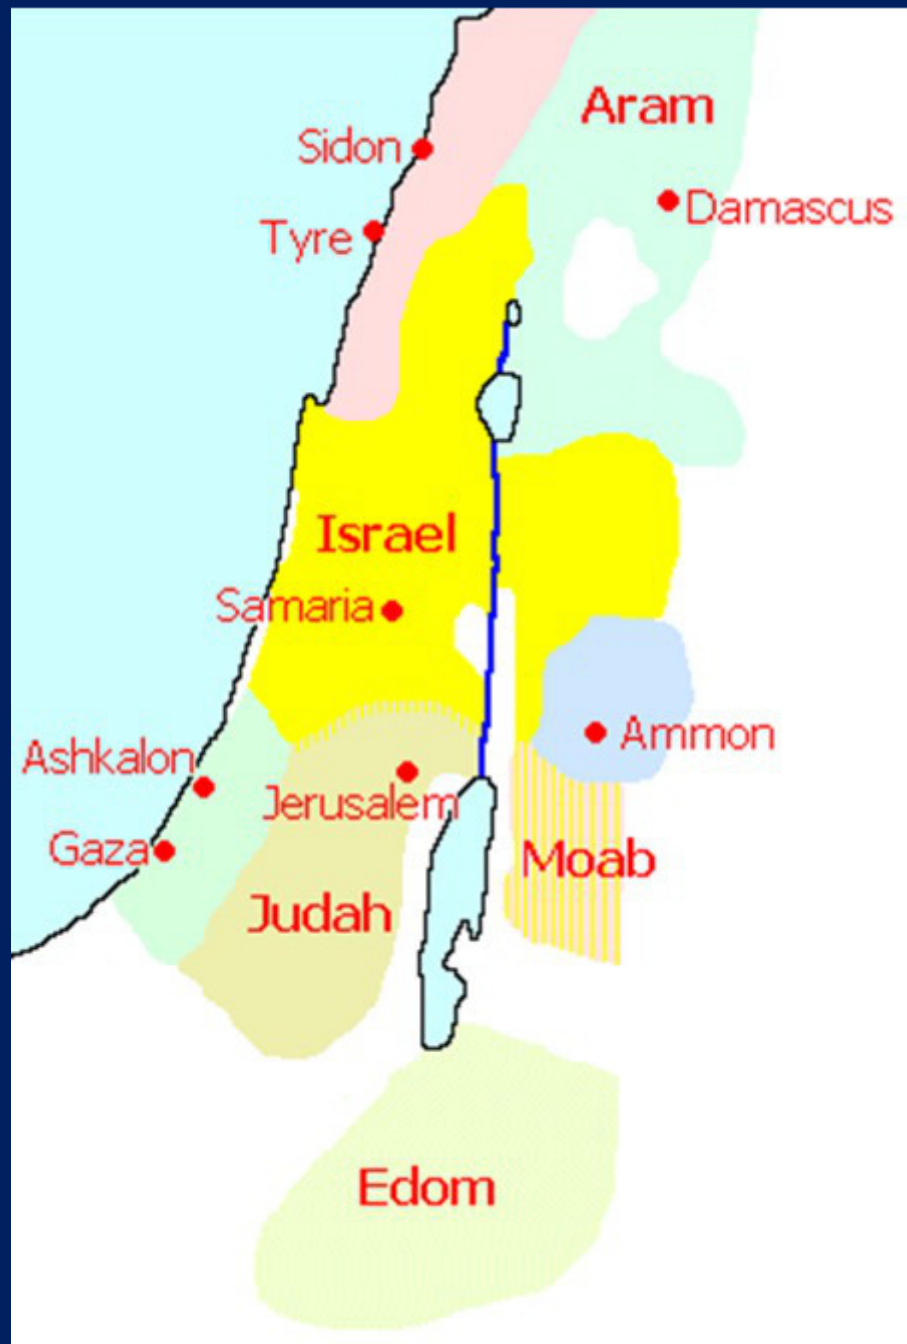 Aram
Sidon
Damascus
Tyre
Israel
Samaria
Ammon
Ashkalon
Jerusalem
Gaza
Moab
Judah
Edom